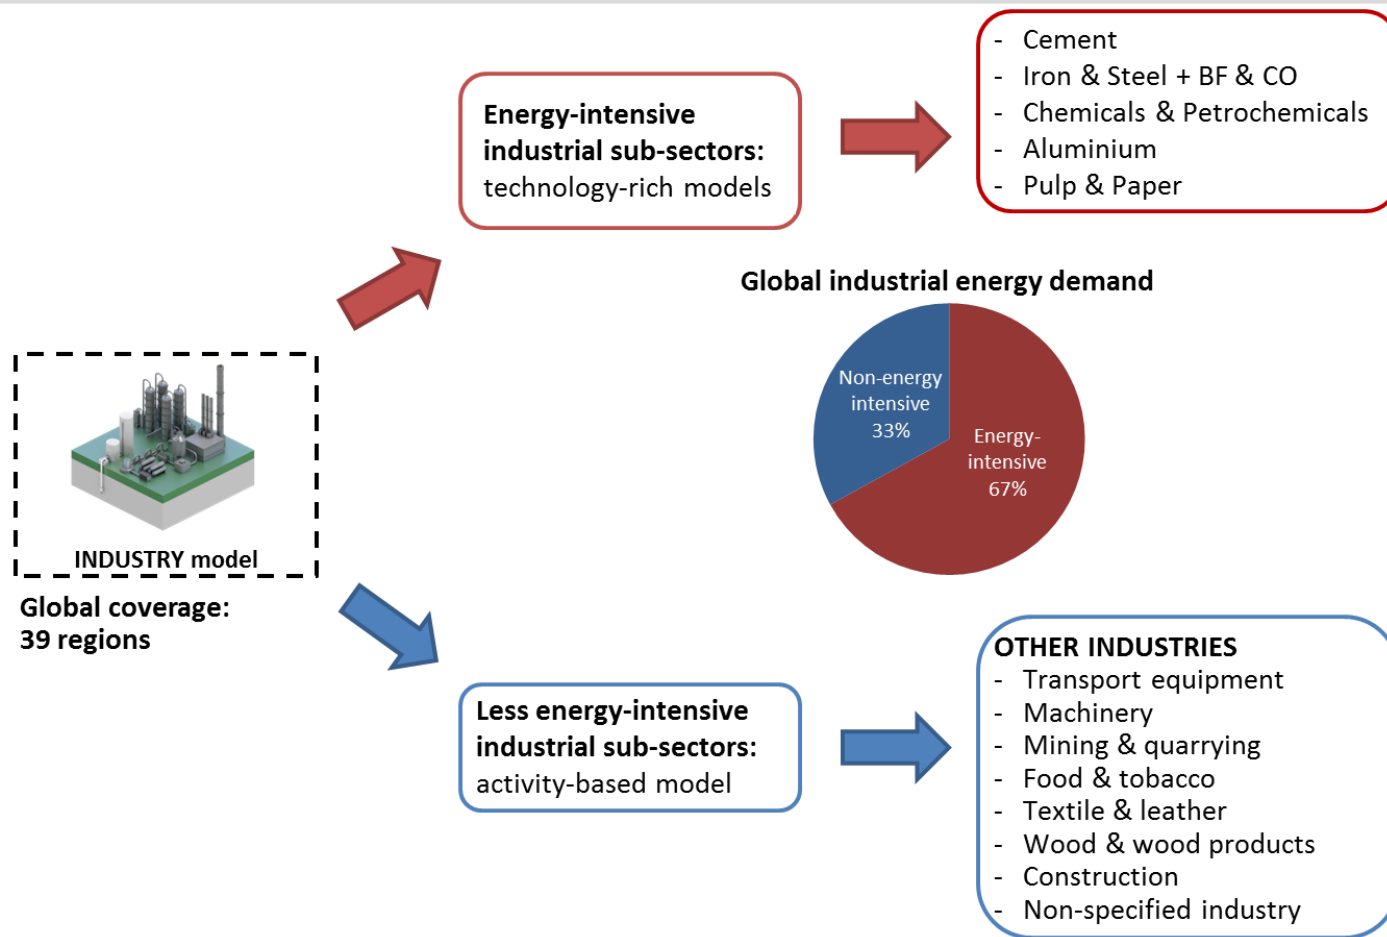 Energy-intensive
industrial sub-sectors:
technology-rich models
- Cement
- Iron & Steel + BF & CO
- Chemicals & Petrochemicals
- Aluminium
- Pulp & Paper
Global industrial energy demand
Non-energy
intensive
33%
Energy-
intensive
67%
INDUSTRY model
Global coverage:
39 regions
Less energy-intensive
industrial sub-sectors:
activity-based model
OTHER INDUSTRIES
- Transport equipment
- Machinery
- Mining & quarrying
- Food & tobacco
- Textile & leather
- Wood & wood products
- Construction
- Non-specified industry